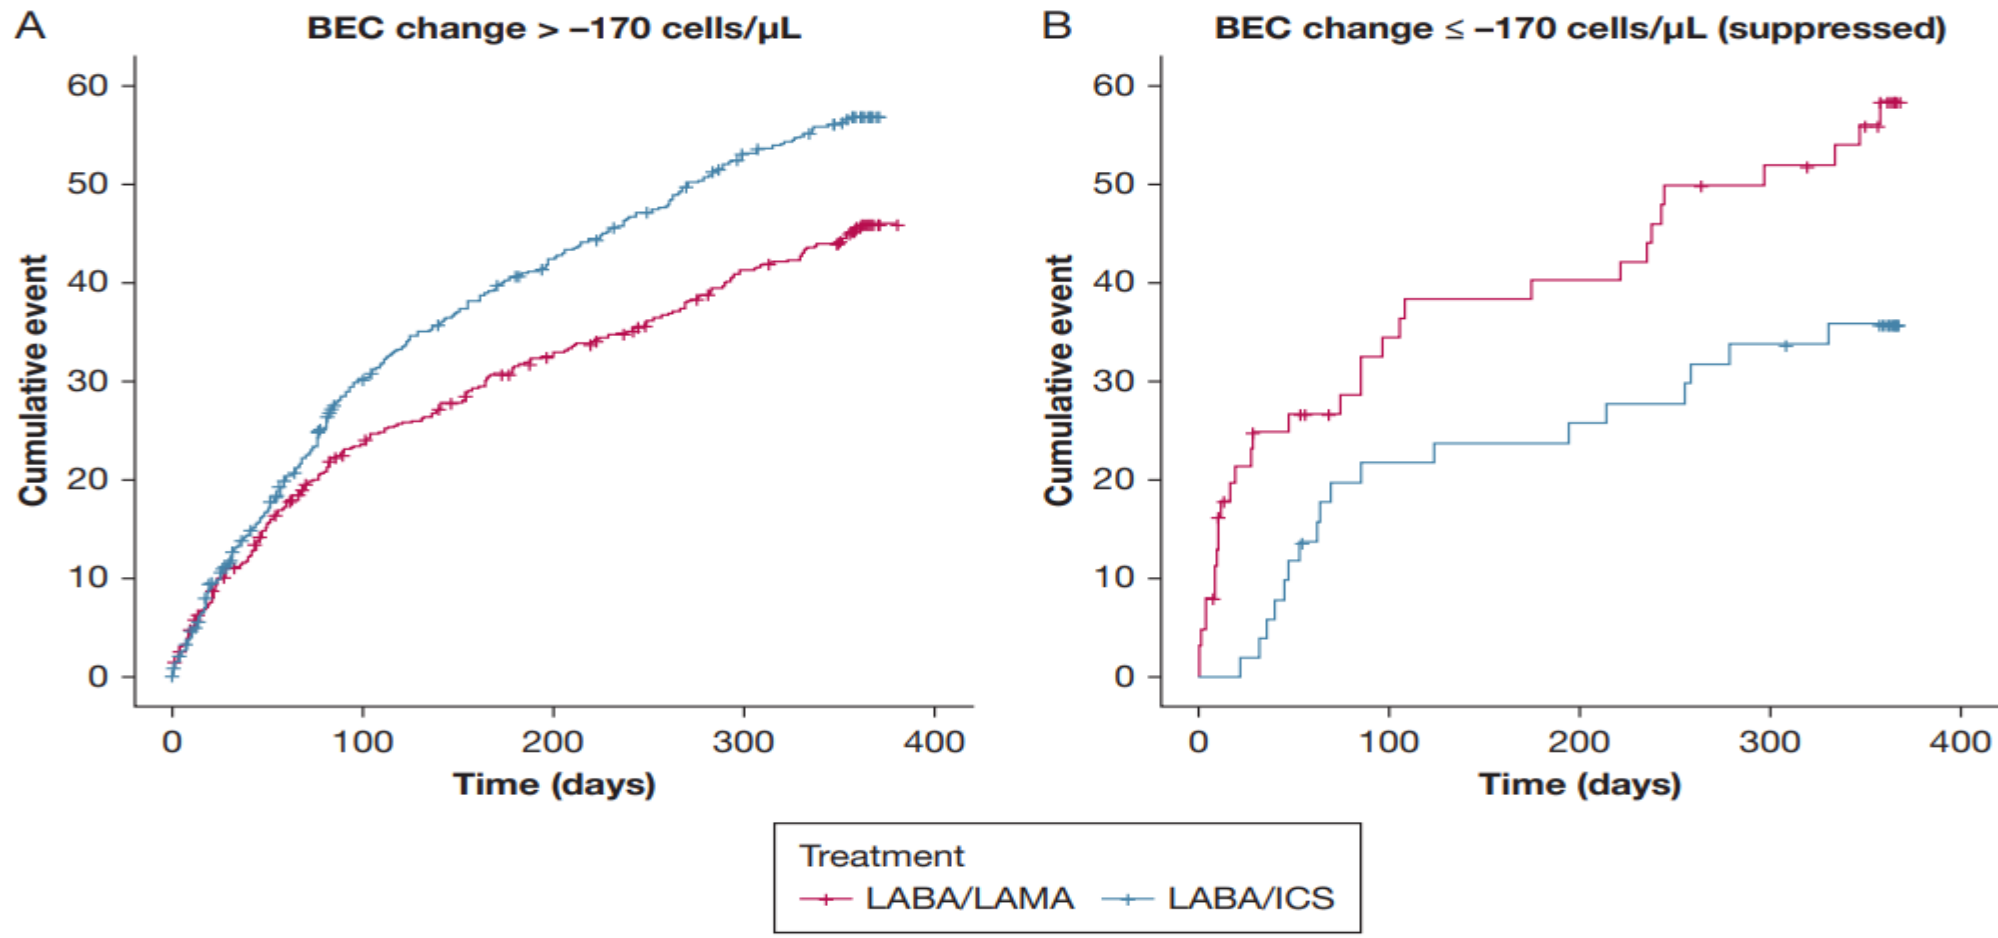 A
BEC change > –170 cells/µL
60
50
40
30
20
10
0
Cumulative event
0 100 200 300 400
Time (days)
B
BEC change ≤ –170 cells/µL (suppressed)
60
50
40
30
20
10
0
Cumulative event
0 100 200 300 400
Time (days)
Treatment
LABA/LAMA LABA/ICS